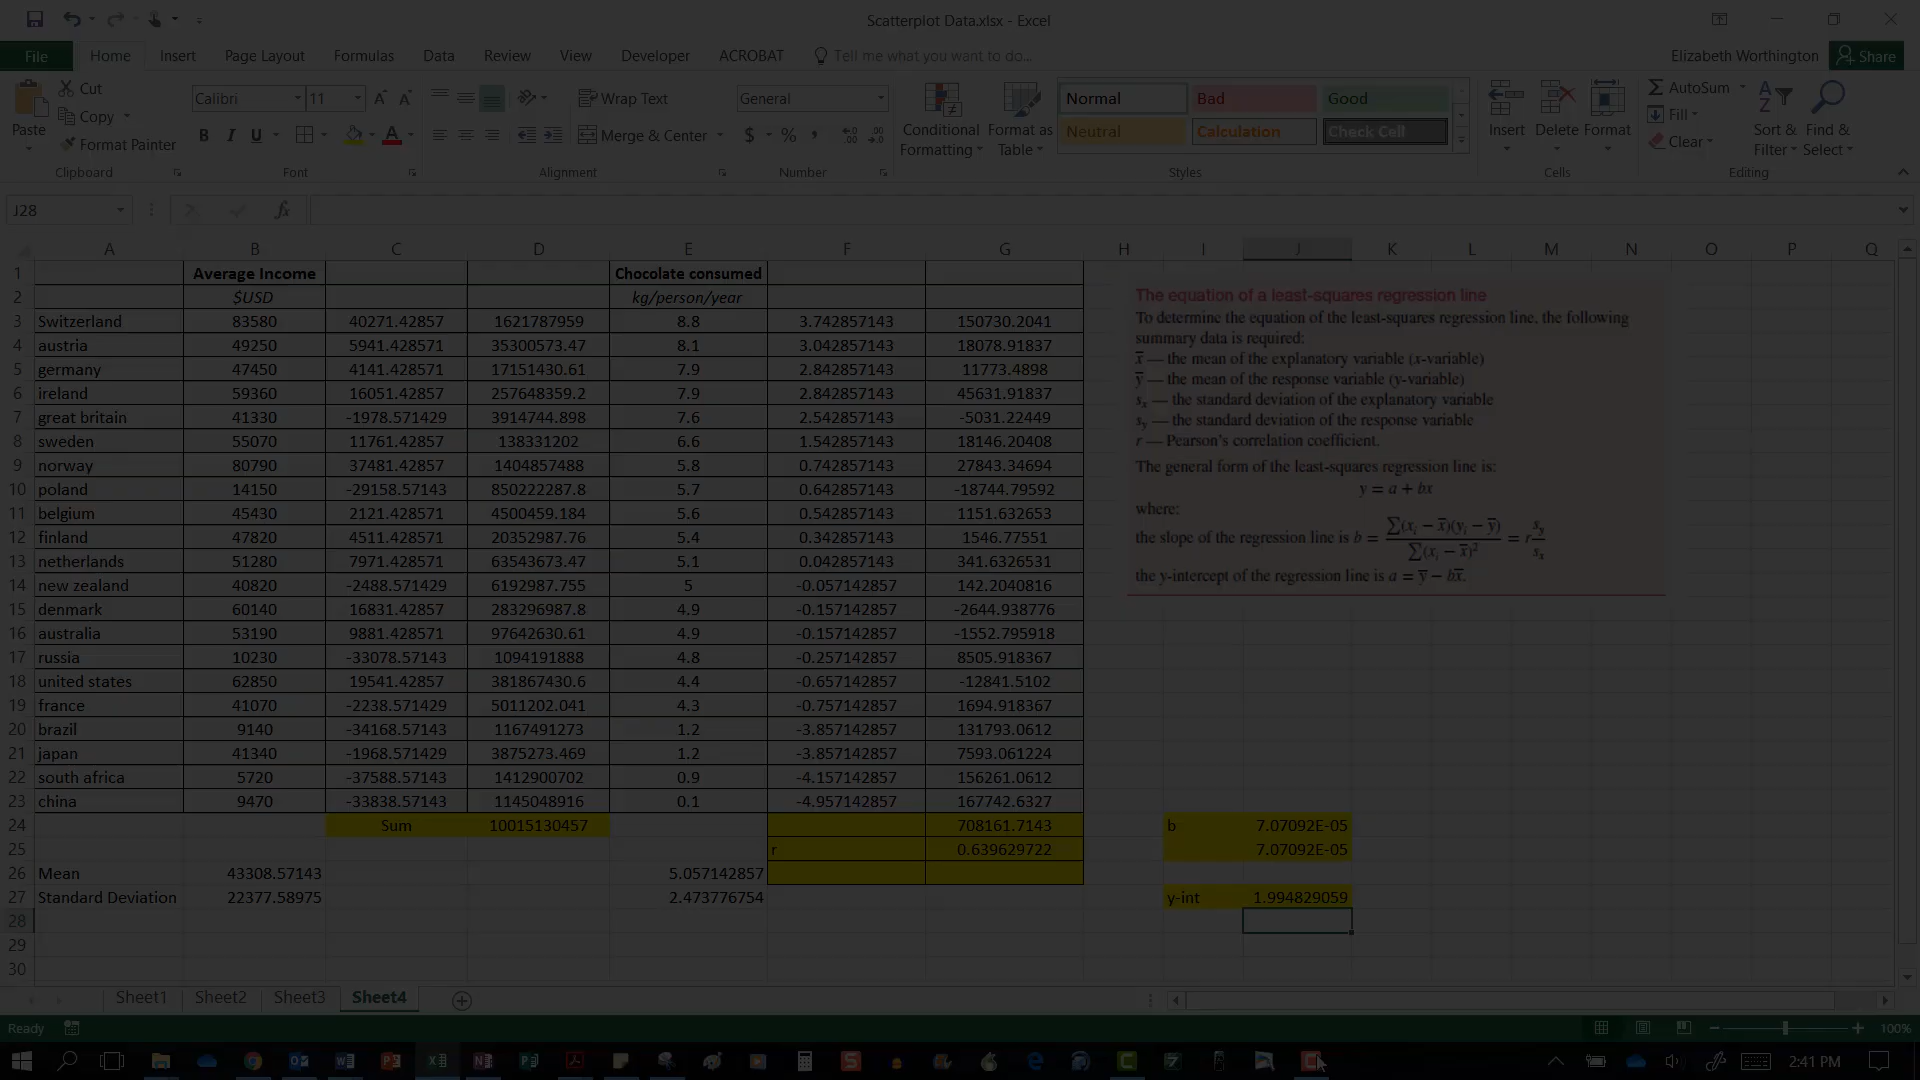 Scatterplot Data.xlsx - Excel
File Home Insert Page Layout Formulas Data Review View Developer ACROBAT Tell me what you want to do... Elizabeth Worthington Share
Paste Cut Copy Format Painter Clipboard
Calibri 11 B I U A Font
Wrap Text Merge & Center Alignment
General $ % , Number
Conditional Formatting Format as Table
Normal Bad Good
Neutral Calculation Check Cell
Styles
Insert Delete Format Cells
AutoSum Fill Clear Sort & Filter Find & Select Editing
J28 fx
A B C D E F G H I J K L M N O P Q
1 Average Income Chocolate consumed
2 $USD kg/person/year
3 Switzerland 83580 40271.42857 1621787959 8.8 3.742857143 150730.2041
4 austria 49250 5941.428571 35300573.47 8.1 3.042857143 18078.91837
5 germany 47450 4141.428571 17151430.61 7.9 2.842857143 11773.4898
6 ireland 59360 16051.42857 257648359.2 7.9 2.842857143 45631.91837
7 great britain 41330 -1978.571429 3914744.898 7.6 2.542857143 -5031.22449
8 sweden 55070 11761.42857 138331202 6.6 1.542857143 18146.20408
9 norway 80790 37481.42857 1404857488 5.8 0.742857143 27843.34694
10 poland 14150 -29158.57143 850222287.8 5.7 0.642857143 -18744.79592
11 belgium 45430 2121.428571 4500459.184 5.6 0.542857143 1151.632653
12 finland 47820 4511.428571 20352987.76 5.4 0.342857143 1546.77551
13 netherlands 51280 7971.428571 63543673.47 5.1 0.042857143 341.6326531
14 new zealand 40820 -2488.571429 6192987.755 5 -0.057142857 142.2040816
15 denmark 60140 16831.42857 283296987.8 4.9 -0.157142857 -2644.938776
16 australia 53190 9881.428571 97642630.61 4.9 -0.157142857 -1552.795918
17 russia 10230 -33078.57143 1094191888 4.8 -0.257142857 8505.918367
18 united states 62850 19541.42857 381867430.6 4.4 -0.657142857 -12841.5102
19 france 41070 -2238.571429 5011202.041 4.3 -0.757142857 1694.918367
20 brazil 9140 -34168.57143 1167491273 1.2 -3.857142857 131793.0612
21 japan 41340 -1968.571429 3875273.469 1.2 -3.857142857 7593.061224
22 south africa 5720 -37588.57143 1412900702 0.9 -4.157142857 156261.0612
23 china 9470 -33838.57143 1145048916 0.1 -4.957142857 167742.6327
24 Sum 10015130457 708161.7143 b 7.07092E-05
25 r 0.639629722 7.07092E-05
26 Mean 43308.57143 5.057142857
27 Standard Deviation 22377.58975 2.473776754 y-int 1.994829059
28
29
30
The equation of a least-squares regression line
To determine the equation of the least-squares regression line, the following
summary data is required:
x̄ — the mean of the explanatory variable (x-variable)
ȳ — the mean of the response variable (y-variable)
sₓ — the standard deviation of the explanatory variable
sᵧ — the standard deviation of the response variable
r — Pearson's correlation coefficient.
The general form of the least-squares regression line is:
y = a + bx
where:
the slope of the regression line is b = ∑(xᵢ − x̄)(yᵢ − ȳ) / ∑(xᵢ − x̄)² = r sᵧ/sₓ
the y-intercept of the regression line is a = ȳ − bx̄.
Sheet1 Sheet2 Sheet3 Sheet4
Ready 100%
2:41 PM